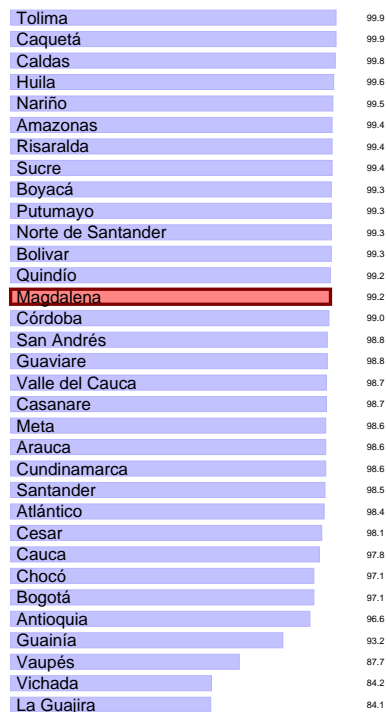 Tolima 99.9
Caquetá 99.9
Caldas 99.8
Huila 99.6
Nariño 99.5
Amazonas 99.4
Risaralda 99.4
Sucre 99.4
Boyacá 99.3
Putumayo 99.3
Norte de Santander 99.3
Bolivar 99.3
Quindío 99.2
Magdalena 99.2
Córdoba 99.0
San Andrés 98.8
Guaviare 98.8
Valle del Cauca 98.7
Casanare 98.7
Meta 98.6
Arauca 98.6
Cundinamarca 98.6
Santander 98.5
Atlántico 98.4
Cesar 98.1
Cauca 97.8
Chocó 97.1
Bogotá 97.1
Antioquia 96.6
Guainía 93.2
Vaupés 87.7
Vichada 84.2
La Guajira 84.1